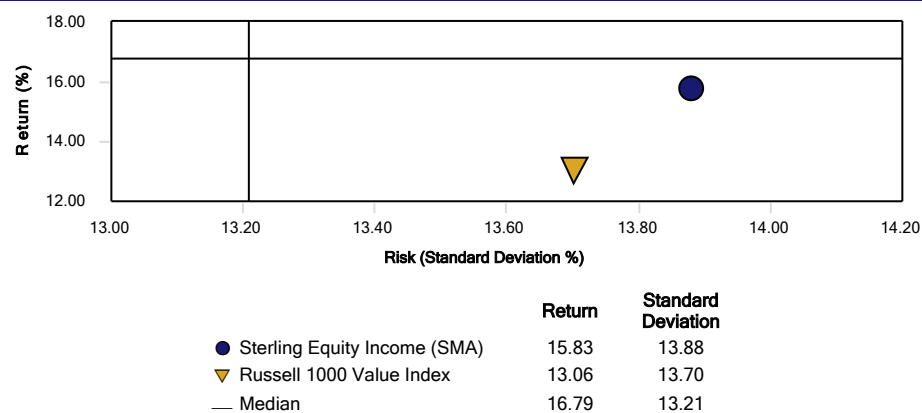 18.00
16.00
14.00
12.00
Return (%)
13.00 13.20 13.40 13.60 13.80 14.00 14.20
Risk (Standard Deviation %)
Return Standard Deviation
Sterling Equity Income (SMA) 15.83 13.88
Russell 1000 Value Index 13.06 13.70
Median 16.79 13.21